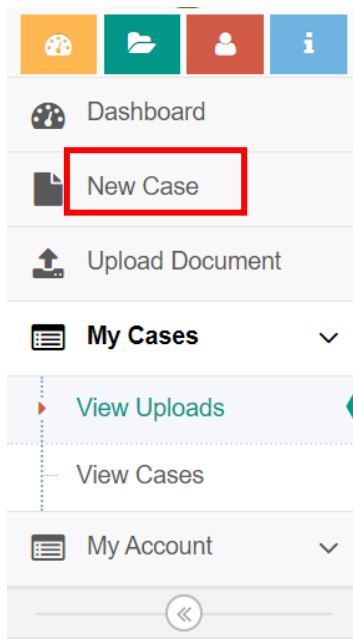 Dashboard
New Case
Upload Document
My Cases
View Uploads
View Cases
My Account